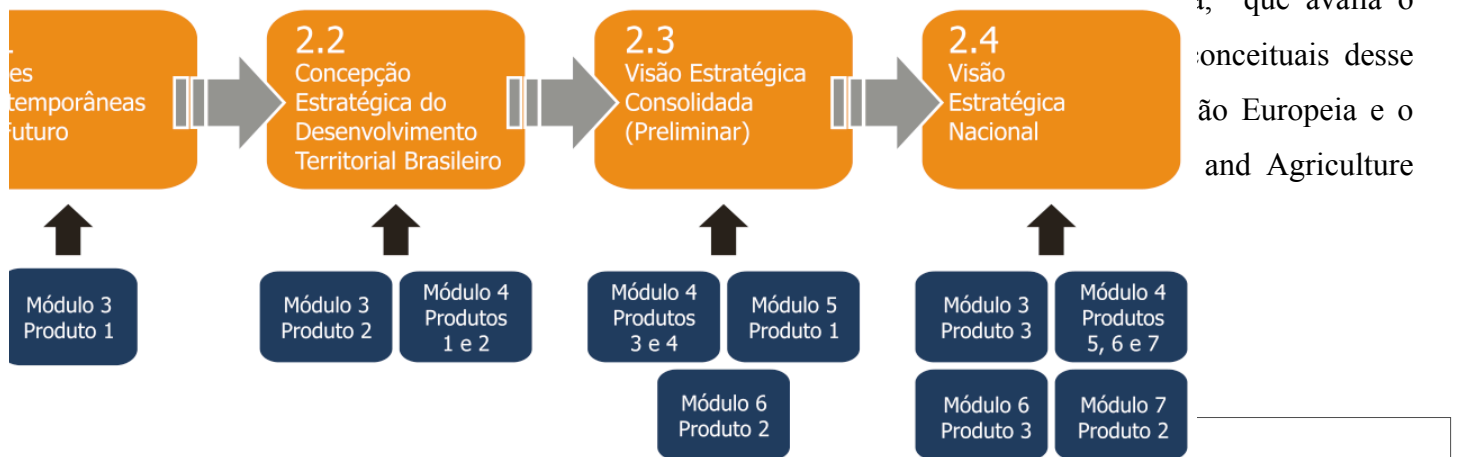 es
temporâneas
Futuro
2.2
Concepção
Estratégica do
Desenvolvimento
Territorial Brasileiro
2.3
Visão Estratégica
Consolidada
(Preliminar)
2.4
Visão
Estratégica
Nacional
Módulo 3
Produto 1
Módulo 3
Produto 2
Módulo 4
Produtos
1 e 2
Módulo 4
Produtos
3 e 4
Módulo 5
Produto 1
Módulo 6
Produto 2
Módulo 3
Produto 3
Módulo 4
Produtos
5, 6 e 7
Módulo 6
Produto 3
Módulo 7
Produto 2
que avalia o
conceituais desse
ão Europeia e o
and Agriculture